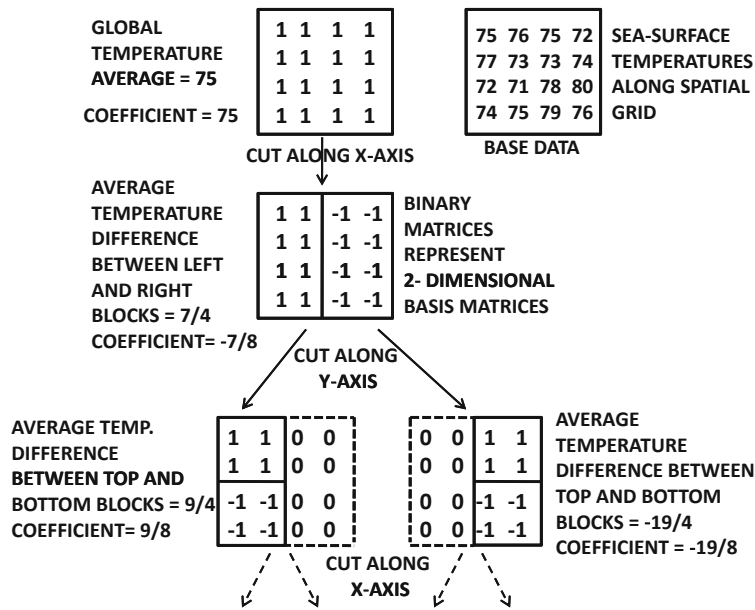 GLOBAL
TEMPERATURE
AVERAGE = 75
COEFFICIENT = 75
1 1 1 1
1 1 1 1
1 1 1 1
1 1 1 1
75 76 75 72
77 73 73 74
72 71 78 80
74 75 79 76
SEA-SURFACE
TEMPERATURES
ALONG SPATIAL
GRID
BASE DATA
CUT ALONG X-AXIS
AVERAGE
TEMPERATURE
DIFFERENCE
BETWEEN LEFT
AND RIGHT
BLOCKS = 7/4
COEFFICIENT= -7/8
1 1 -1 -1
1 1 -1 -1
1 1 -1 -1
1 1 -1 -1
BINARY
MATRICES
REPRESENT
2- DIMENSIONAL
BASIS MATRICES
CUT ALONG
Y-AXIS
AVERAGE TEMP.
DIFFERENCE
BETWEEN TOP AND
BOTTOM BLOCKS = 9/4
COEFFICIENT= 9/8
1 1 0 0
1 1 0 0
-1 -1 0 0
-1 -1 0 0
0 0 1 1
0 0 1 1
0 0 -1 -1
0 0 -1 -1
AVERAGE
TEMPERATURE
DIFFERENCE BETWEEN
TOP AND BOTTOM
BLOCKS = -19/4
COEFFICIENT = -19/8
CUT ALONG
X-AXIS